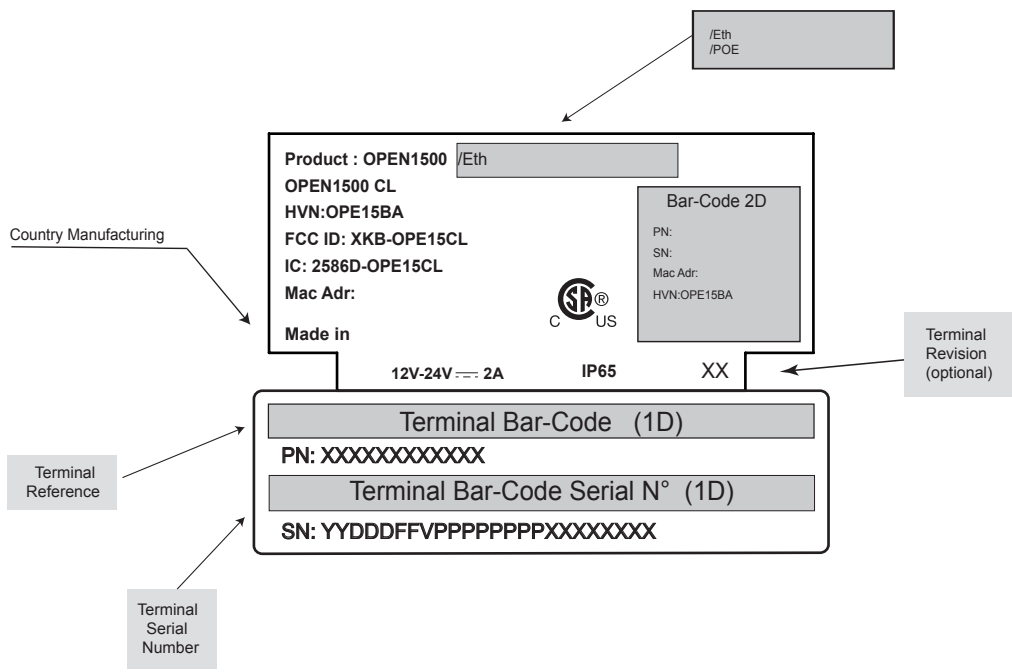 /Eth
/POE
Product : OPEN1500 /Eth
OPEN1500 CL
HVN:OPE15BA
FCC ID: XKB-OPE15CL
IC: 2586D-OPE15CL
Mac Adr:
Made in
Bar-Code 2D
PN:
SN:
Mac Adr:
HVN:OPE15BA
C SP ® US
Country Manufacturing
12V-24V 2A IP65 XX
Terminal
Revision
(optional)
Terminal Bar-Code (1D)
PN: XXXXXXXXXXXX
Terminal
Reference
Terminal Bar-Code Serial N° (1D)
SN: YYDDDFFVPPPPPPPPXXXXXXXX
Terminal
Serial
Number